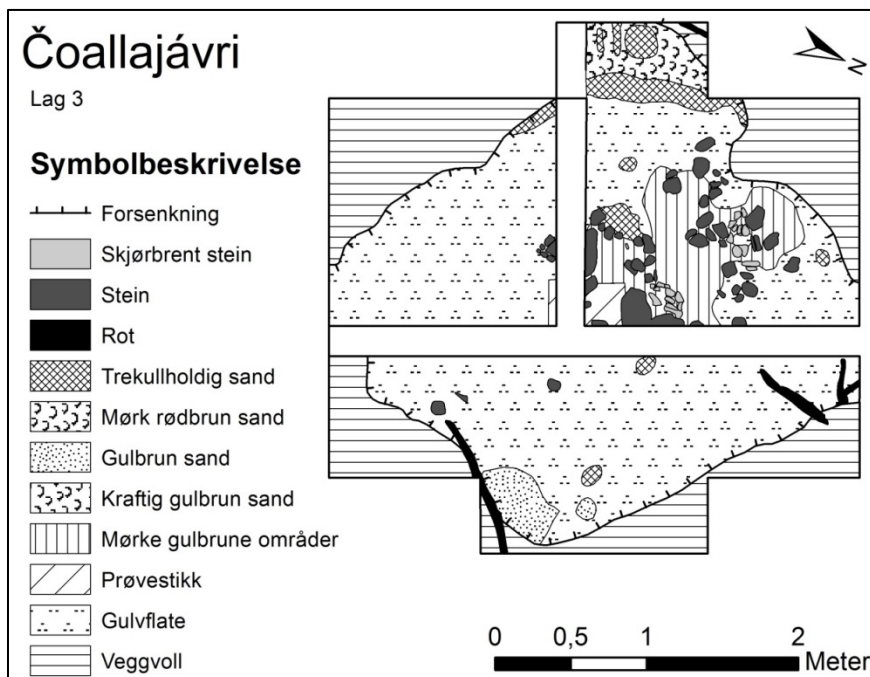 Čoallajávri
Lag 3
Symbolbeskrivelse
Forsenkning
Skjørbrent stein
Stein
Rot
Trekullholdig sand
Mørk rødbrun sand
Gulbrun sand
Kraftig gulbrun sand
Mørke gulbrune områder
Prøvestikk
Gulvflate
Veggvoll
N
0 0,5 1 2
Meter